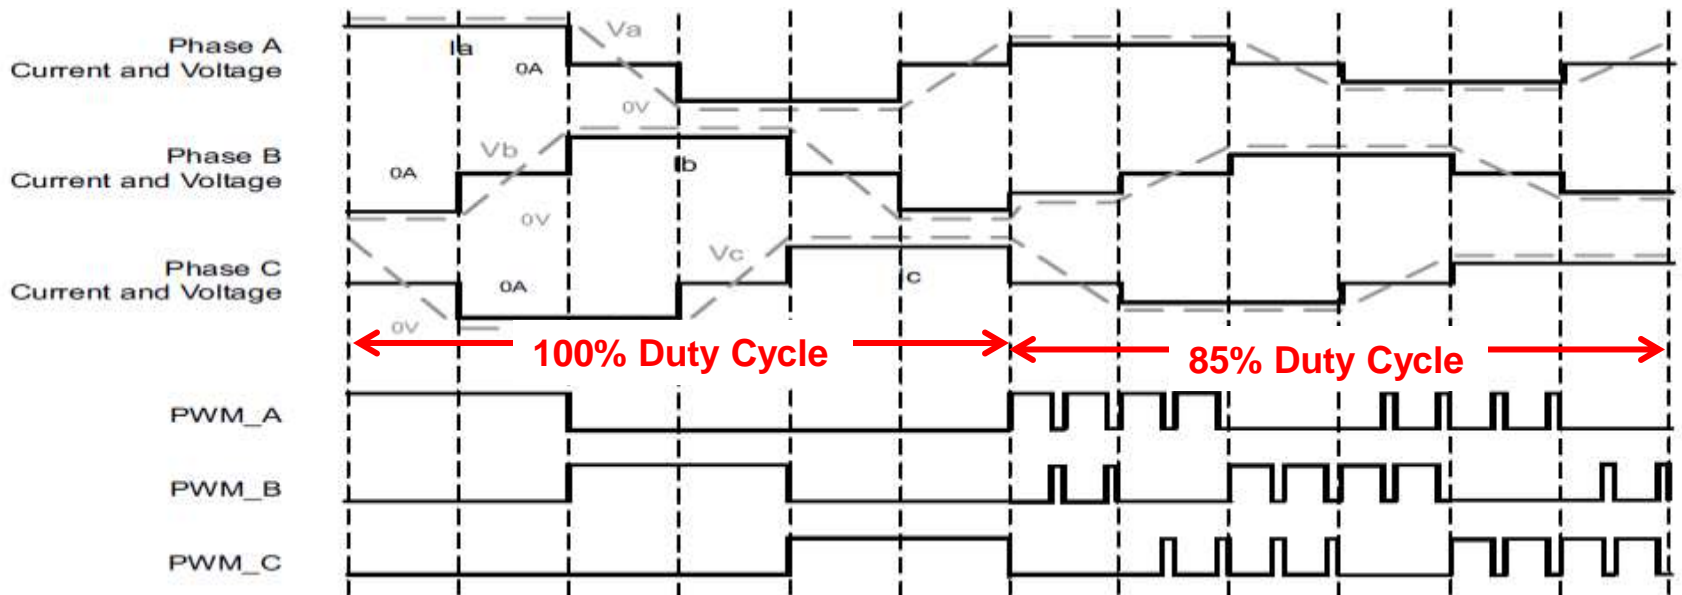 Va
Phase A
Current and Voltage
Ia
0A
0V
Phase B
Current and Voltage
Vb
0A
Ib
0V
Vc
Phase C
Current and Voltage
0A
c
0V
100% Duty Cycle
85% Duty Cycle
PWM_A
PWM_B
PWM_C